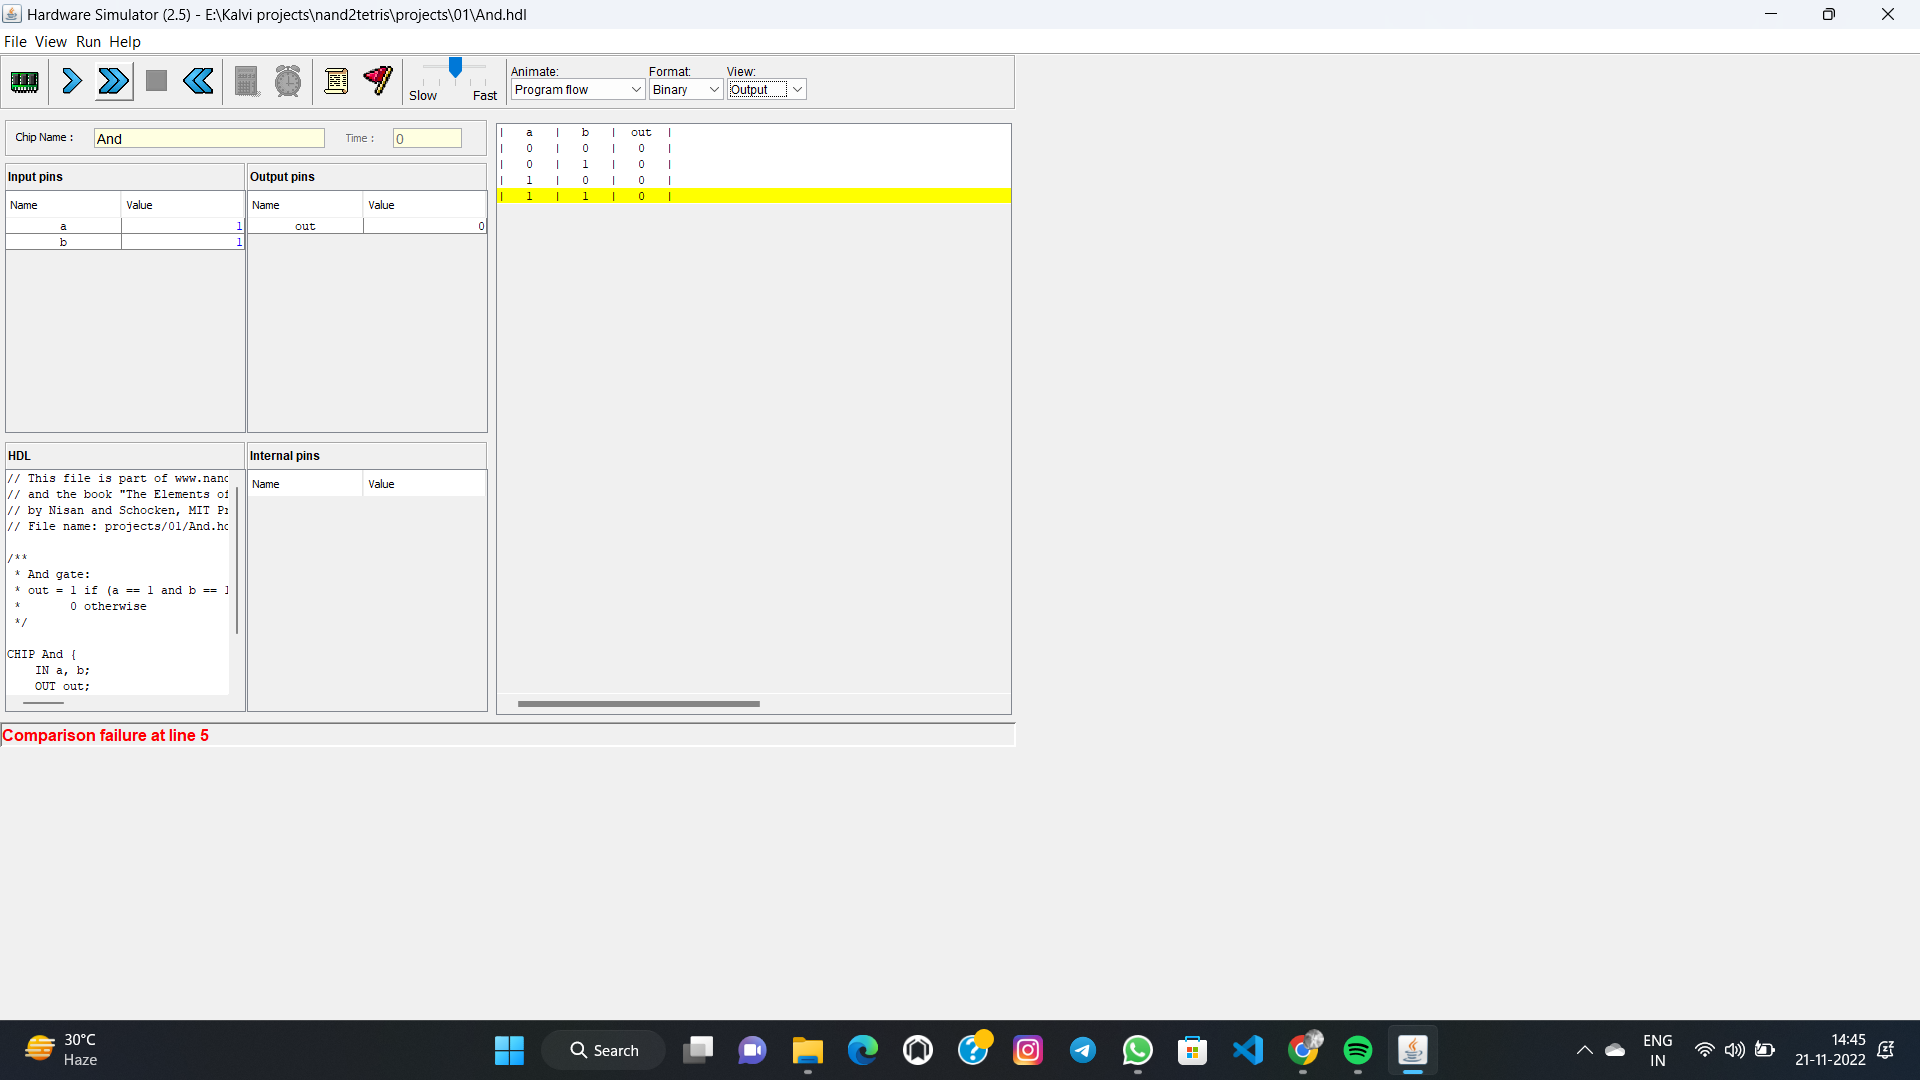 Hardware Simulator (2.5) - E:\Kalvi projects\nand2tetris\projects\01\And.hdl
File View Run Help
Slow Fast
Animate: Format: View:
Program flow Binary Output
Chip Name : And Time : 0
Input pins Output pins
Name Value Name Value
a 1 out 0
b 1
| a | b | out |
| 0 | 0 | 0 |
| 0 | 1 | 0 |
| 1 | 0 | 0 |
| 1 | 1 | 0 |
HDL
// This file is part of www.nand
// and the book "The Elements of
// by Nisan and Schocken, MIT Pr
// File name: projects/01/And.hd
/**
* And gate:
* out = 1 if (a == 1 and b == 1
* 0 otherwise
*/
CHIP And {
IN a, b;
OUT out;
Internal pins
Name Value
Comparison failure at line 5
30°C
Haze
Search
ENG
IN
14:45
21-11-2022